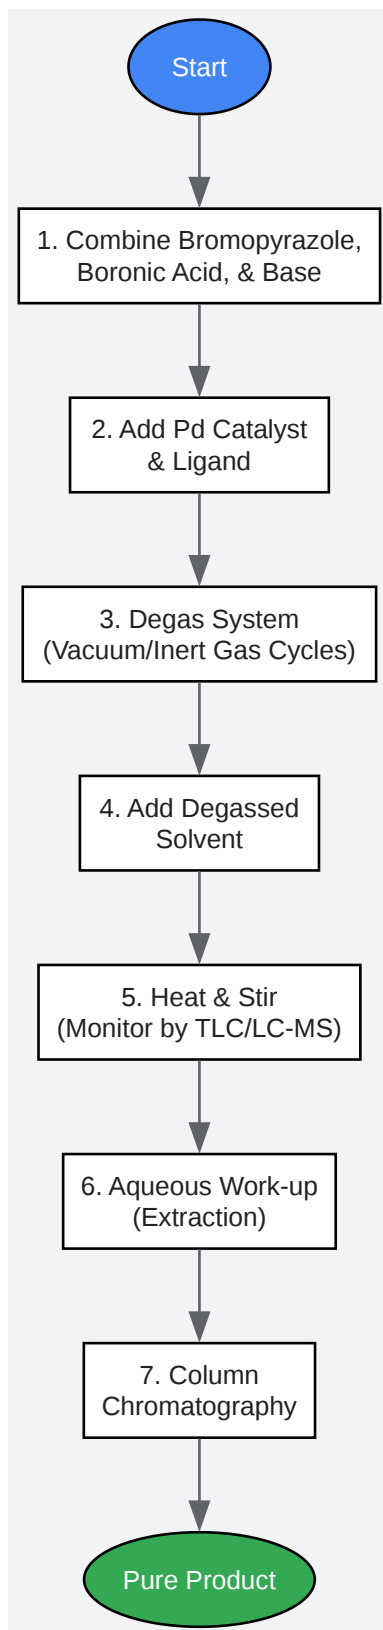 Start
1. Combine Bromopyrazole,
Boronic Acid, & Base
2. Add Pd Catalyst
& Ligand
3. Degas System
(Vacuum/Inert Gas Cycles)
4. Add Degassed
Solvent
5. Heat & Stir
(Monitor by TLC/LC-MS)
6. Aqueous Work-up
(Extraction)
7. Column
Chromatography
Pure Product